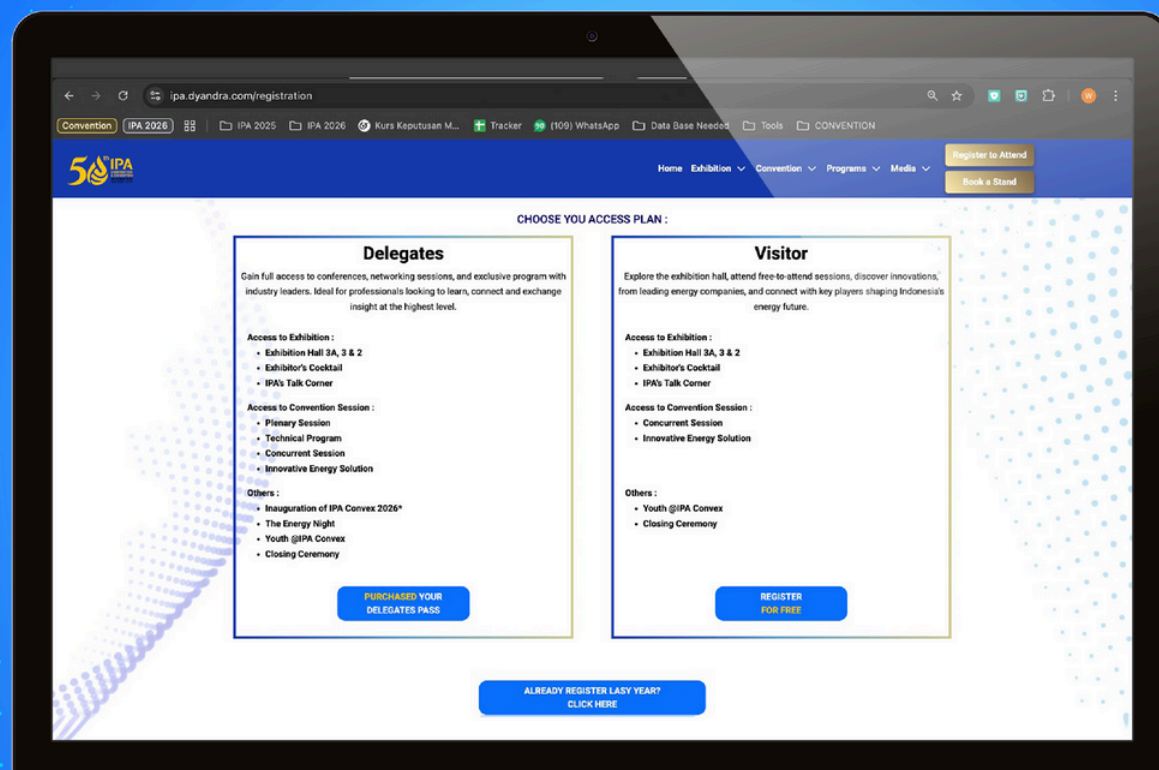 ipa.dyandra.com/registration
Convention IPA 2026 IPA 2025 IPA 2026 Kurs Keputusan M... Tracker (109) WhatsApp Data Base Needed Tools CONVENTION
50th IPA
Home Exhibition Convention Programs Media
Register to Attend
Book a Stand
CHOOSE YOU ACCESS PLAN :
Delegates
Gain full access to conferences, networking sessions, and exclusive program with
industry leaders. Ideal for professionals looking to learn, connect and exchange
insight at the highest level.
Access to Exhibition :
• Exhibition Hall 3A, 3 & 2
• Exhibitor's Cocktail
• IPA's Talk Corner
Access to Convention Session :
• Plenary Session
• Technical Program
• Concurrent Session
• Innovative Energy Solution
Others :
• Inauguration of IPA Convex 2026*
• The Energy Night
• Youth @IPA Convex
• Closing Ceremony
PURCHASED YOUR
DELEGATES PASS
Visitor
Explore the exhibition hall, attend free-to-attend sessions, discover innovations,
from leading energy companies, and connect with key players shaping Indonesia's
energy future.
Access to Exhibition :
• Exhibition Hall 3A, 3 & 2
• Exhibitor's Cocktail
• IPA's Talk Corner
Access to Convention Session :
• Concurrent Session
• Innovative Energy Solution
Others :
• Youth @IPA Convex
• Closing Ceremony
REGISTER
FOR FREE
ALREADY REGISTER LASY YEAR?
CLICK HERE